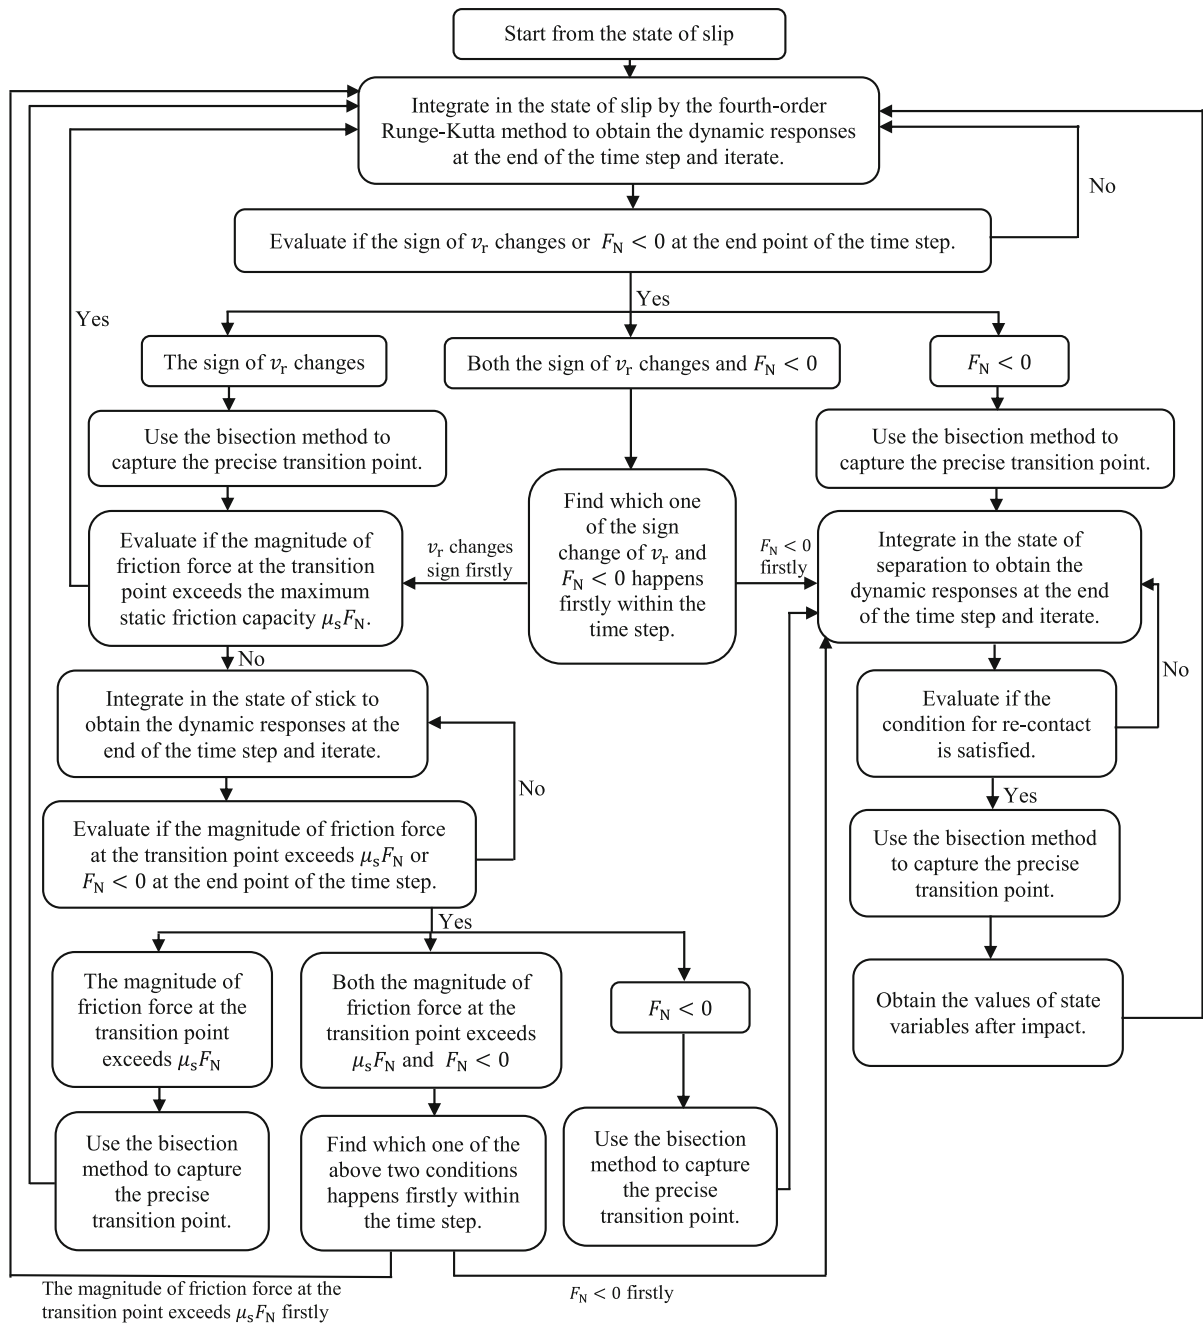 Start from the state of slip
Integrate in the state of slip by the fourth-order
Runge-Kutta method to obtain the dynamic responses
at the end of the time step and iterate.
No
Evaluate if the sign of 𝑣ᵣ changes or 𝐹_N < 0 at the end point of the time step.
Yes
Yes
The sign of 𝑣ᵣ changes
Both the sign of 𝑣ᵣ changes and 𝐹_N < 0
𝐹_N < 0
Use the bisection method to
capture the precise transition point.
Use the bisection method to
capture the precise transition point.
Find which one
of the sign
change of 𝑣ᵣ and
𝐹_N < 0 happens
firstly within the
time step.
Evaluate if the magnitude of
friction force at the transition
point exceeds the maximum
static friction capacity 𝜇ₛ𝐹_N.
𝑣ᵣ changes
sign firstly
𝐹_N < 0
firstly
Integrate in the state of
separation to obtain the
dynamic responses at the end
of the time step and iterate.
No
No
Integrate in the state of stick to
obtain the dynamic responses at the
end of the time step and iterate.
Evaluate if the
condition for re-contact
is satisfied.
No
Yes
Evaluate if the magnitude of friction force
at the transition point exceeds 𝜇ₛ𝐹_N or
𝐹_N < 0 at the end point of the time step.
Use the bisection method
to capture the precise
transition point.
Yes
The magnitude of
friction force at the
transition point
exceeds 𝜇ₛ𝐹_N
Both the magnitude of
friction force at the
transition point exceeds
𝜇ₛ𝐹_N and 𝐹_N < 0
𝐹_N < 0
Obtain the values of state
variables after impact.
Use the bisection
method to capture
the precise
transition point.
Find which one of the
above two conditions
happens firstly within
the time step.
Use the bisection
method to capture
the precise
transition point.
The magnitude of friction force at the
transition point exceeds 𝜇ₛ𝐹_N firstly
𝐹_N < 0 firstly